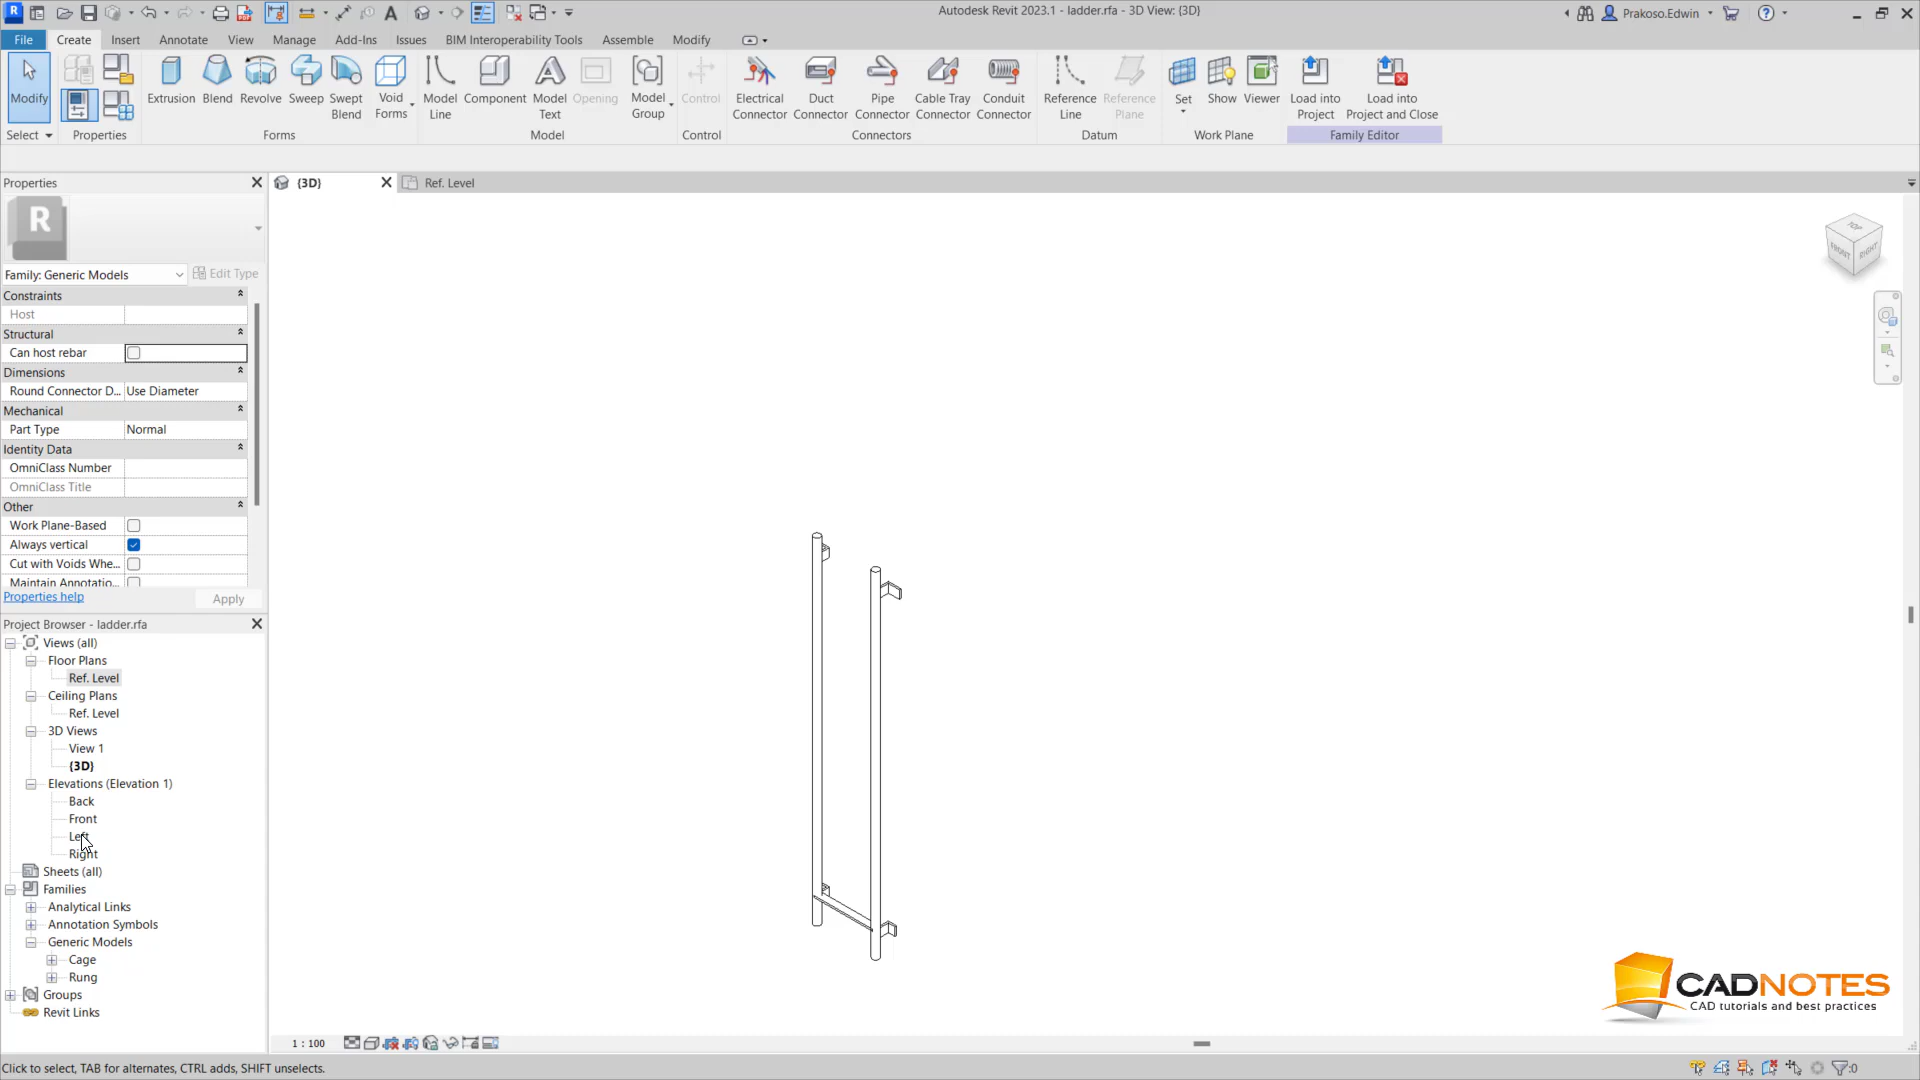 Autodesk Revit 2023.1 - ladder.rfa - 3D View: {3D}
Prakoso.Edwin
File Create Insert Annotate View Manage Add-Ins Issues BIM Interoperability Tools Assemble Modify
Modify
Extrusion Blend Revolve Sweep Swept Blend Void Forms
Model Line Component Model Text Opening Model Group
Control
Electrical Connector Duct Connector Pipe Connector Cable Tray Connector Conduit Connector
Reference Line Reference Plane
Set Show Viewer
Load into Project Load into Project and Close
Select Properties Forms Model Control Connectors Datum Work Plane Family Editor
Properties
{3D} Ref. Level
R
Family: Generic Models Edit Type
Constraints
Host
Structural
Can host rebar
Dimensions
Round Connector D... Use Diameter
Mechanical
Part Type Normal
Identity Data
OmniClass Number
OmniClass Title
Other
Work Plane-Based
Always vertical
Cut with Voids Whe...
Maintain Annotatio...
Properties help Apply
Project Browser - ladder.rfa
Views (all)
Floor Plans
Ref. Level
Ceiling Plans
Ref. Level
3D Views
View 1
{3D}
Elevations (Elevation 1)
Back
Front
Left
Right
Sheets (all)
Families
Analytical Links
Annotation Symbols
Generic Models
Cage
Rung
Groups
Revit Links
TOP
FRONT RIGHT
CADNOTES
CAD tutorials and best practices
1 : 100
Click to select, TAB for alternates, CTRL adds, SHIFT unselects.
:0